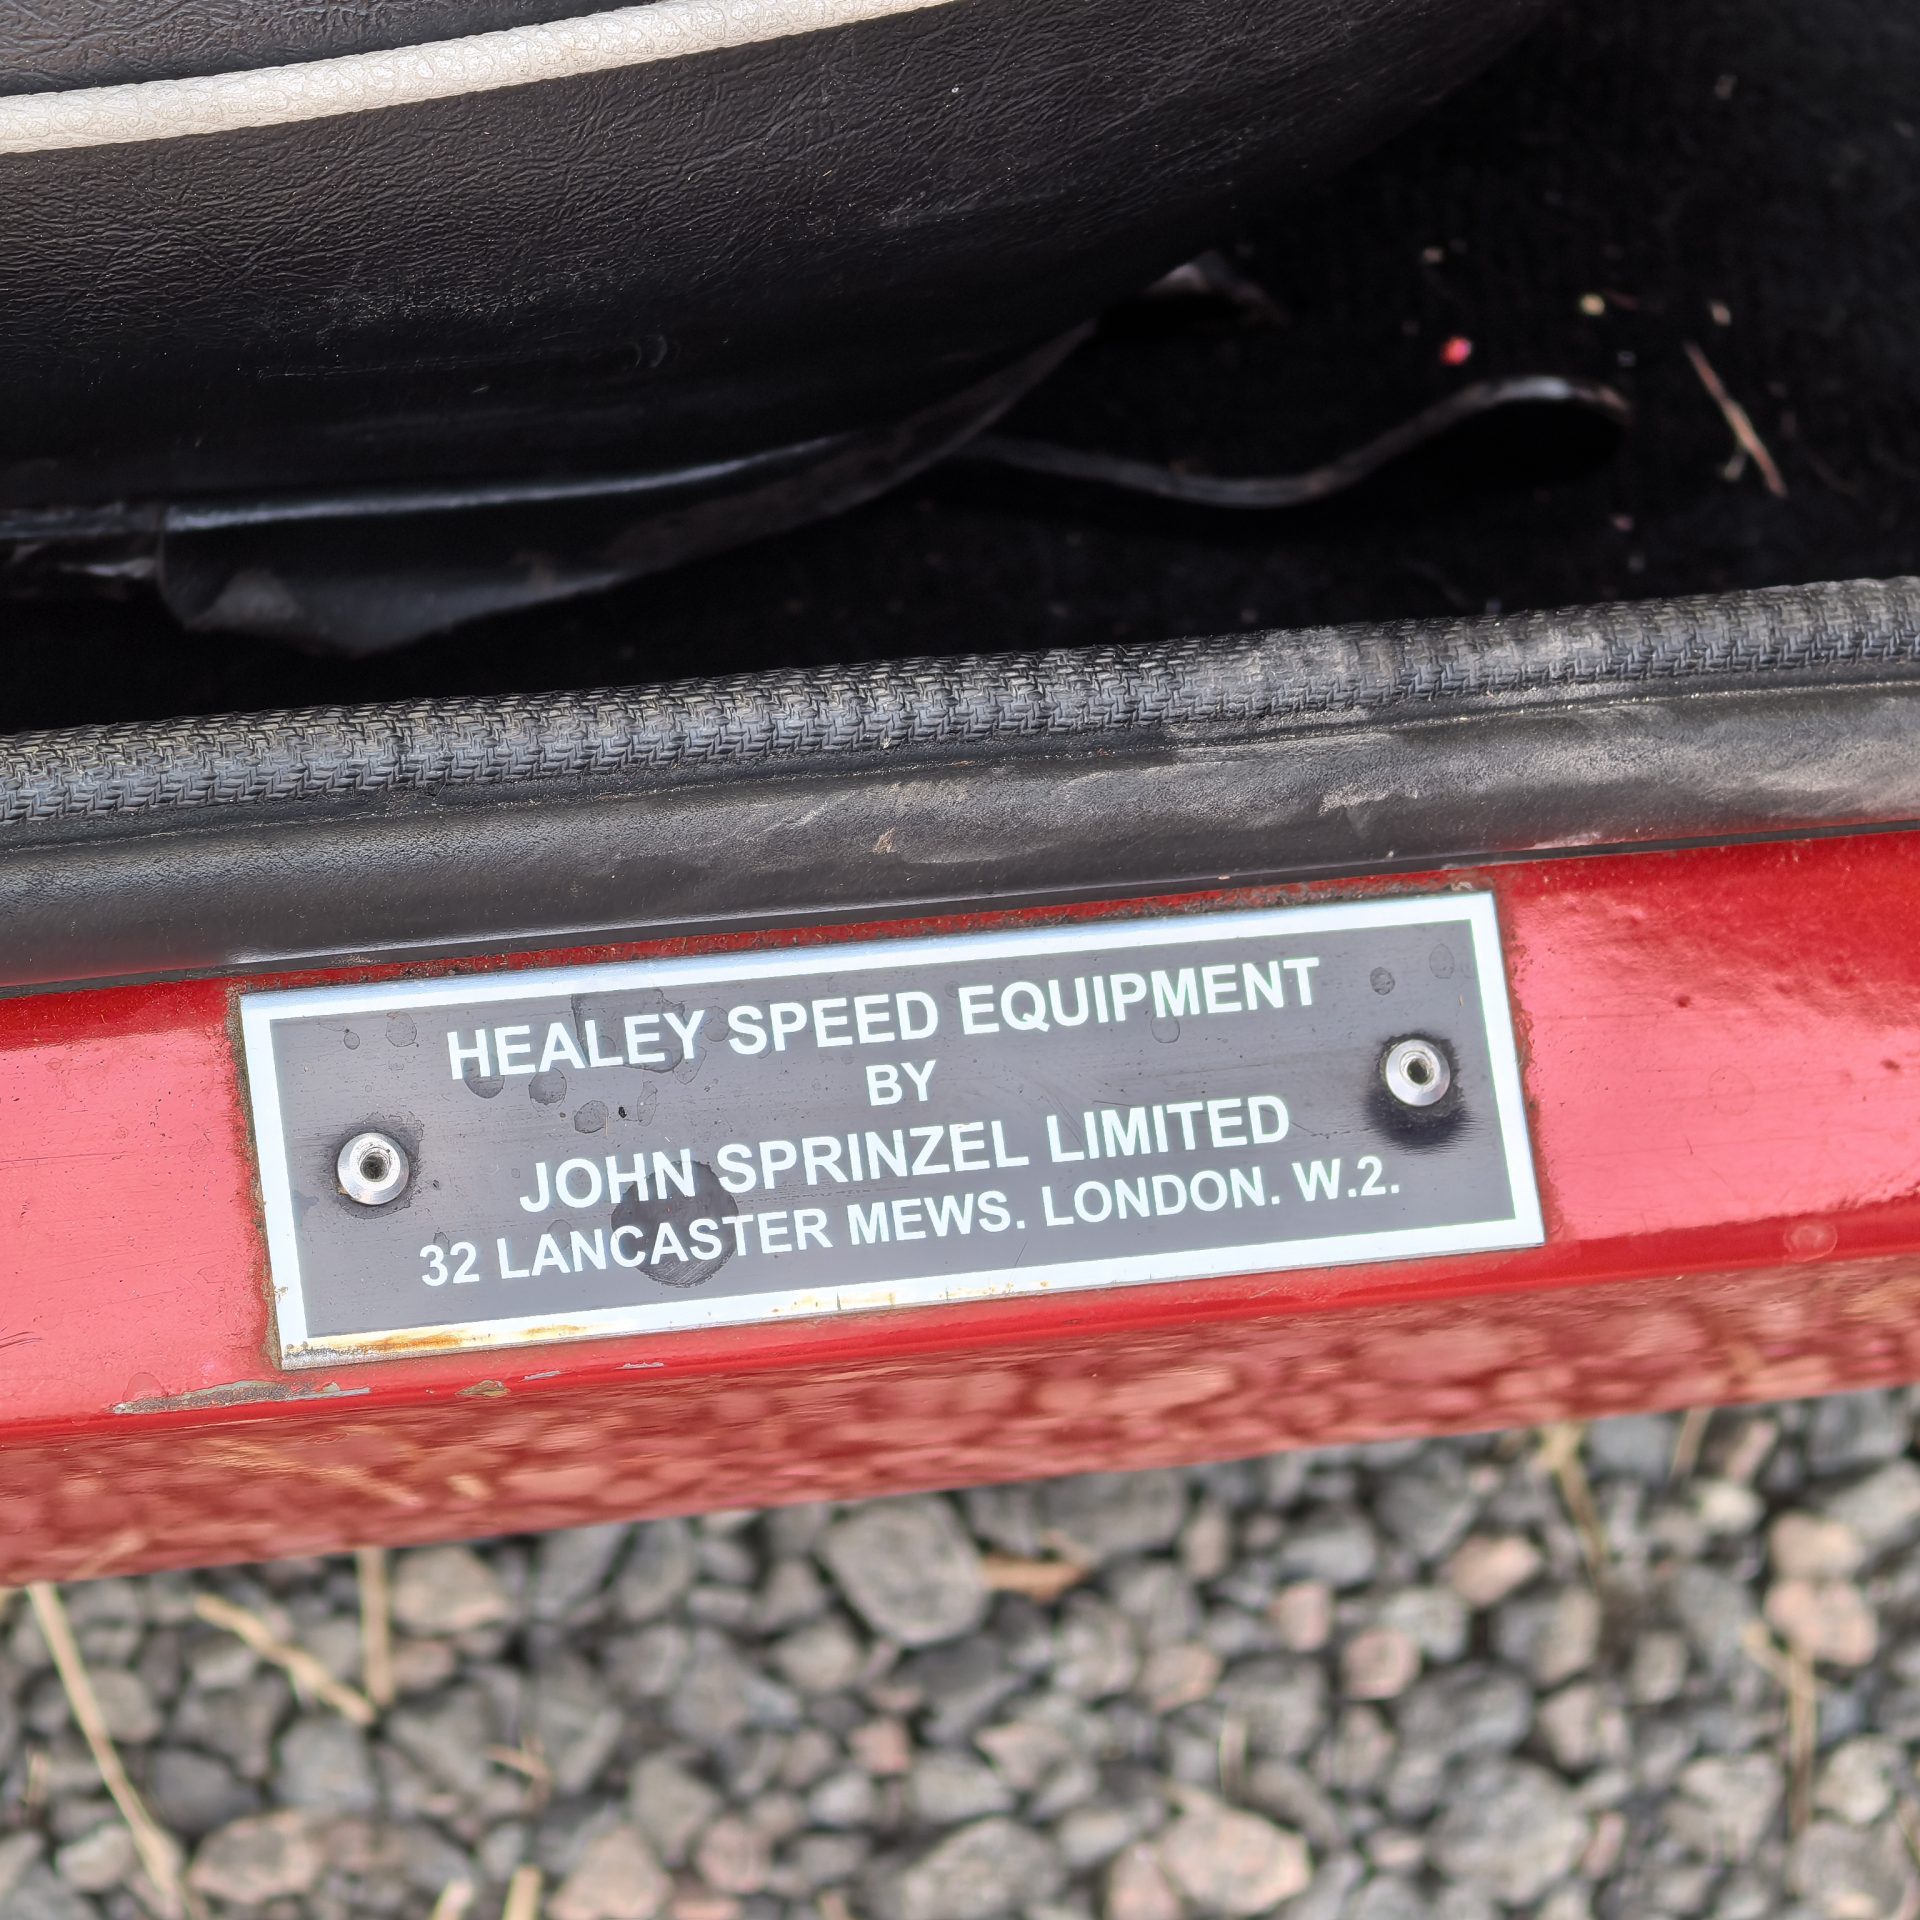 HEALEY SPEED EQUIPMENT
BY
JOHN SPRINZEL LIMITED
32 LANCASTER MEWS. LONDON. W.2.